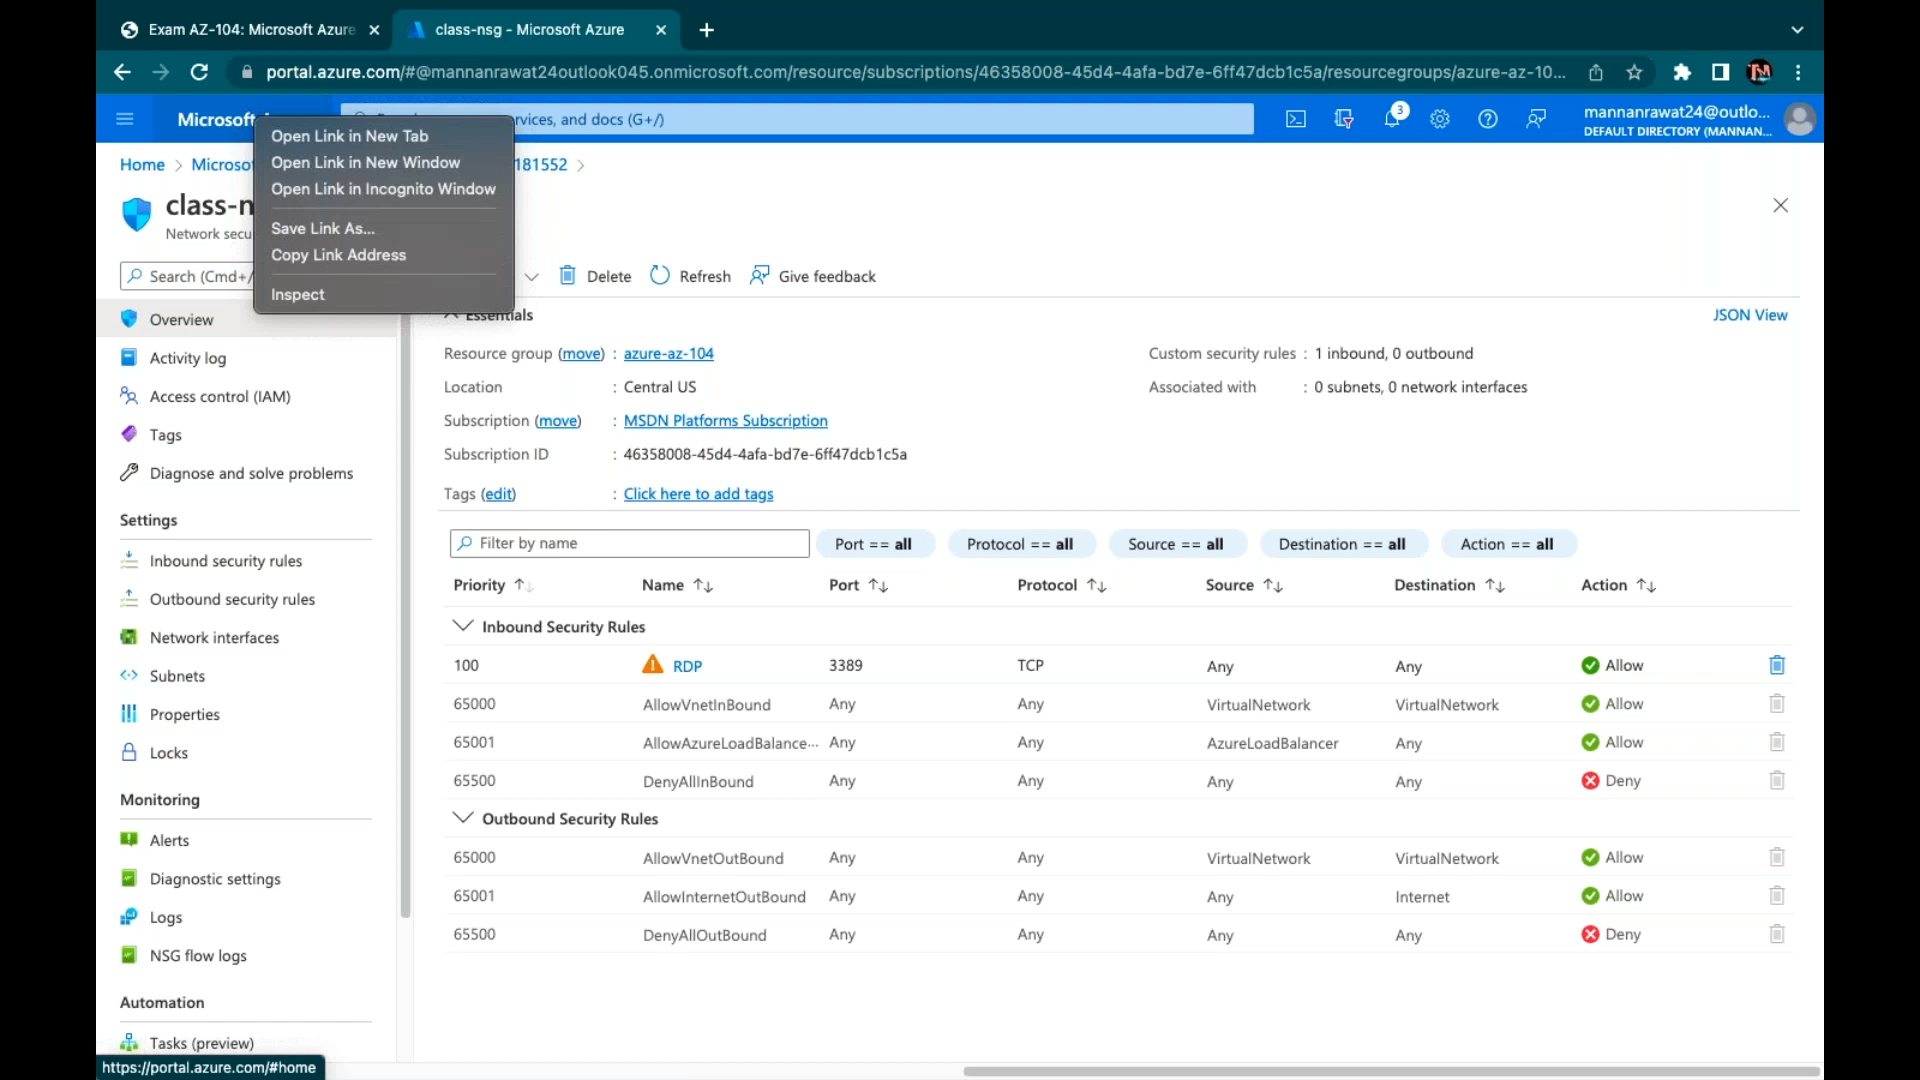 Exam AZ-104: Microsoft Azure
class-nsg - Microsoft Azure
portal.azure.com/#@mannanrawat24outlook045.onmicrosoft.com/resource/subscriptions/46358008-45d4-4afa-bd7e-6ff47dcb1c5a/resourcegroups/azure-az-10...
Microsoft
ervices, and docs (G+/)
3
mannanrawat24@outlo...
DEFAULT DIRECTORY (MANNAN...
Open Link in New Tab
Open Link in New Window
Open Link in Incognito Window
Save Link As...
Copy Link Address
Inspect
Home > Microsof 181552 >
class-n
Network secu
Search (Cmd+/
Delete
Refresh
Give feedback
Overview
Activity log
Access control (IAM)
Tags
Diagnose and solve problems
Settings
Inbound security rules
Outbound security rules
Network interfaces
Subnets
Properties
Locks
Monitoring
Alerts
Diagnostic settings
Logs
NSG flow logs
Automation
Tasks (preview)
https://portal.azure.com/#home
Essentials
JSON View
Resource group (move) : azure-az-104
Location : Central US
Subscription (move) : MSDN Platforms Subscription
Subscription ID : 46358008-45d4-4afa-bd7e-6ff47dcb1c5a
Tags (edit) : Click here to add tags
Custom security rules : 1 inbound, 0 outbound
Associated with : 0 subnets, 0 network interfaces
Filter by name
Port == all
Protocol == all
Source == all
Destination == all
Action == all
Priority Name Port Protocol Source Destination Action
Inbound Security Rules
100 RDP 3389 TCP Any Any Allow
65000 AllowVnetInBound Any Any VirtualNetwork VirtualNetwork Allow
65001 AllowAzureLoadBalance... Any Any AzureLoadBalancer Any Allow
65500 DenyAllInBound Any Any Any Any Deny
Outbound Security Rules
65000 AllowVnetOutBound Any Any VirtualNetwork VirtualNetwork Allow
65001 AllowInternetOutBound Any Any Any Internet Allow
65500 DenyAllOutBound Any Any Any Any Deny